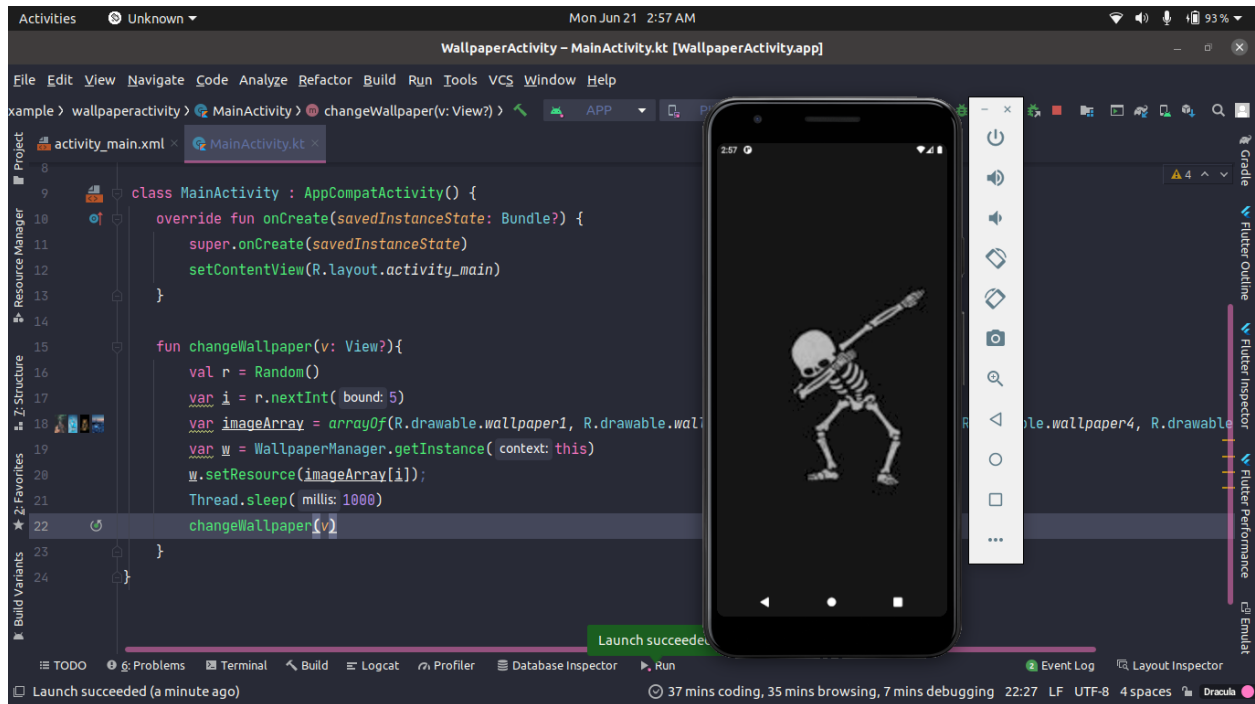 Activities Unknown Mon Jun 21 2:57 AM 93 %
WallpaperActivity – MainActivity.kt [WallpaperActivity.app]
File Edit View Navigate Code Analyze Refactor Build Run Tools VCS Window Help
xample wallpaperactivity MainActivity changeWallpaper(v: View?) APP
activity_main.xml MainActivity.kt
8
9 class MainActivity : AppCompatActivity() { 4
10 override fun onCreate(savedInstanceState: Bundle?) {
11 super.onCreate(savedInstanceState)
12 setContentView(R.layout.activity_main)
13 }
14
15 fun changeWallpaper(v: View?){
16 val r = Random()
17 var i = r.nextInt( bound: 5)
18 var imageArray = arrayOf(R.drawable.wallpaper1, R.drawable.wall
R
ble.wallpaper4, R.drawable
19 var w = WallpaperManager.getInstance( context: this)
20 w.setResource(imageArray[i]);
21 Thread.sleep( millis: 1000)
22 changeWallpaper(v)
23 }
24 }
2:57
Project
Resource Manager
Z: Structure
2: Favorites
Build Variants
Gradle
Flutter Outline
Flutter Inspector
Flutter Performance
Emulat
Launch succeeded
TODO 6: Problems Terminal Build Logcat Profiler Database Inspector Run 2 Event Log Layout Inspector
Launch succeeded (a minute ago) 37 mins coding, 35 mins browsing, 7 mins debugging 22:27 LF UTF-8 4 spaces Dracula